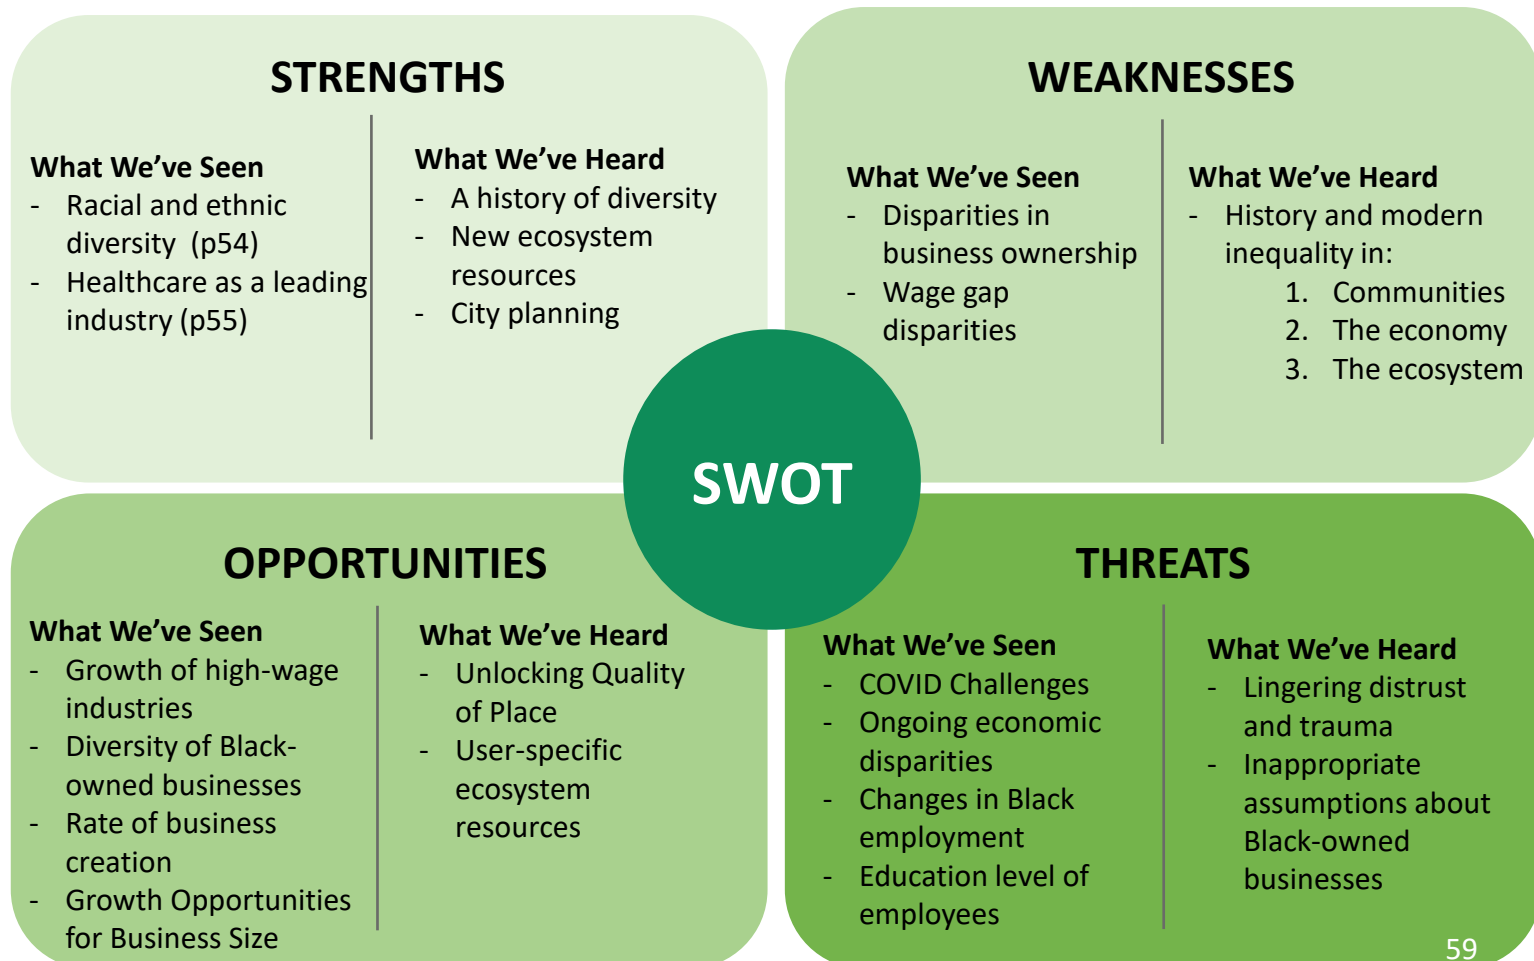 STRENGTHS
What We’ve Seen
- Racial and ethnic
diversity (p54)
- Healthcare as a leading
industry (p55)
What We’ve Heard
- A history of diversity
- New ecosystem
resources
- City planning
WEAKNESSES
What We’ve Seen
- Disparities in
business ownership
- Wage gap
disparities
What We’ve Heard
- History and modern
inequality in:
1. Communities
2. The economy
3. The ecosystem
SWOT
OPPORTUNITIES
What We’ve Seen
- Growth of high-wage
industries
- Diversity of Black-
owned businesses
- Rate of business
creation
- Growth Opportunities
for Business Size
What We’ve Heard
- Unlocking Quality
of Place
- User-specific
ecosystem
resources
THREATS
What We’ve Seen
- COVID Challenges
- Ongoing economic
disparities
- Changes in Black
employment
- Education level of
employees
What We’ve Heard
- Lingering distrust
and trauma
- Inappropriate
assumptions about
Black-owned
businesses
59